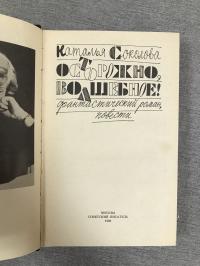 Наталья Соколова
ОСТОРОЖНО,
ВОЛШЕБНОЕ!
фантастический роман,
повести
МОСКВА
СОВЕТСКИЙ ПИСАТЕЛЬ